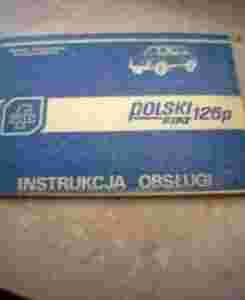 POLSKI
FIAT 126p
INSTRUKCJA OBSŁUGI